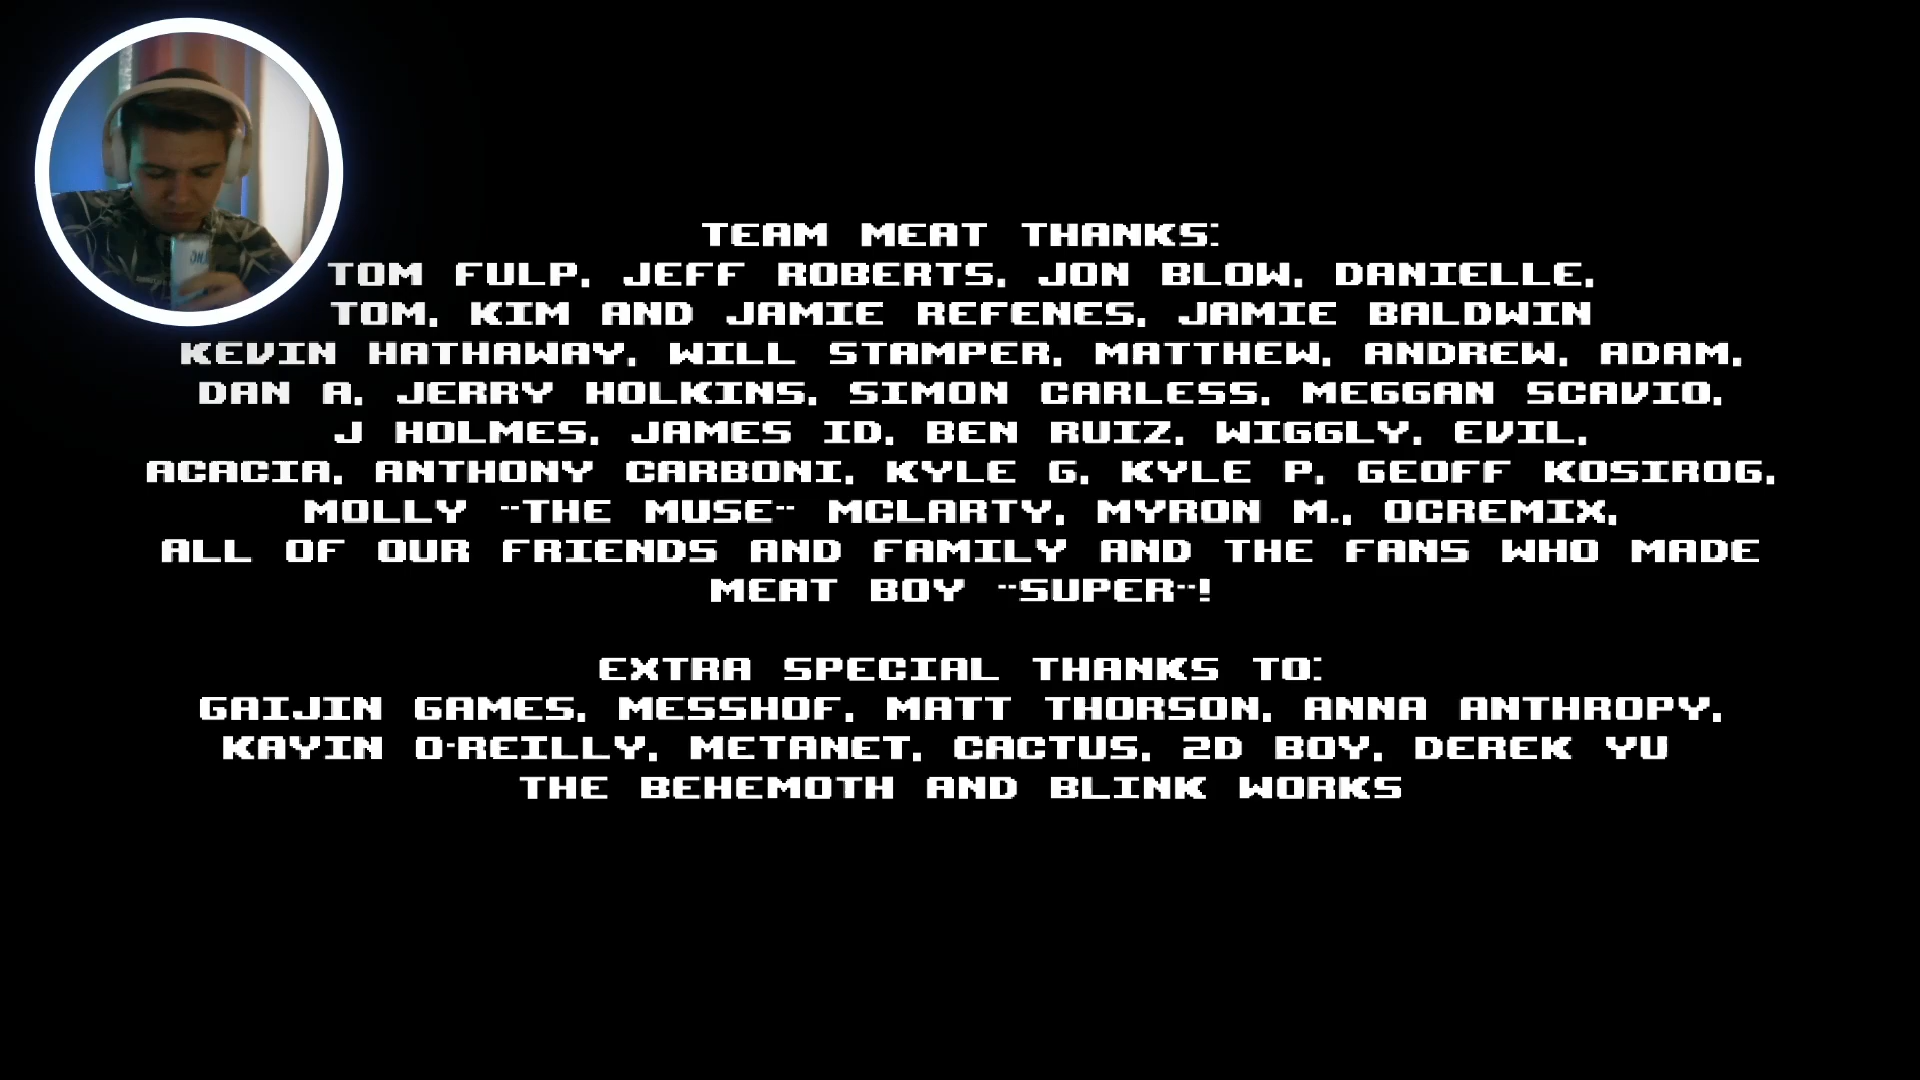 TEAM MEAT THANKS:
TOM FULP, JEFF ROBERTS, JON BLOW, DANIELLE,
TOM, KIM AND JAMIE REFENES, JAMIE BALDWIN
KEVIN HATHAWAY, WILL STAMPER, MATTHEW, ANDREW, ADAM,
DAN A, JERRY HOLKINS, SIMON CARLESS, MEGGAN SCAVIO,
J HOLMES, JAMES ID, BEN RUIZ, WIGGLY, EVIL,
ACACIA, ANTHONY CARBONI, KYLE G, KYLE P, GEOFF KOSIROG,
MOLLY "THE MUSE" MCLARTY, MYRON M., OCREMIX,
ALL OF OUR FRIENDS AND FAMILY AND THE FANS WHO MADE
MEAT BOY "SUPER"!
EXTRA SPECIAL THANKS TO:
GAIJIN GAMES, MESSHOF, MATT THORSON, ANNA ANTHROPY,
KAYIN O'REILLY, METANET, CACTUS, 2D BOY, DEREK YU
THE BEHEMOTH AND BLINK WORKS